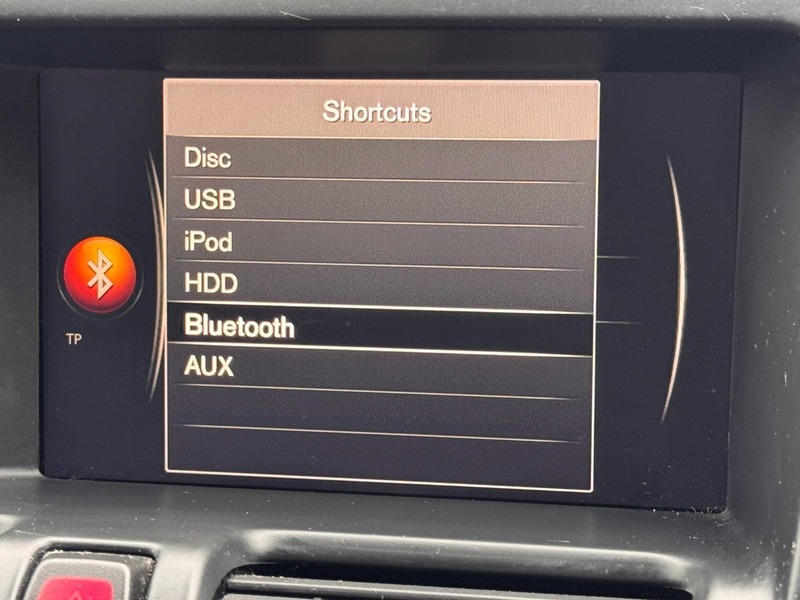 Shortcuts
Disc
USB
iPod
HDD
Bluetooth
TP
AUX